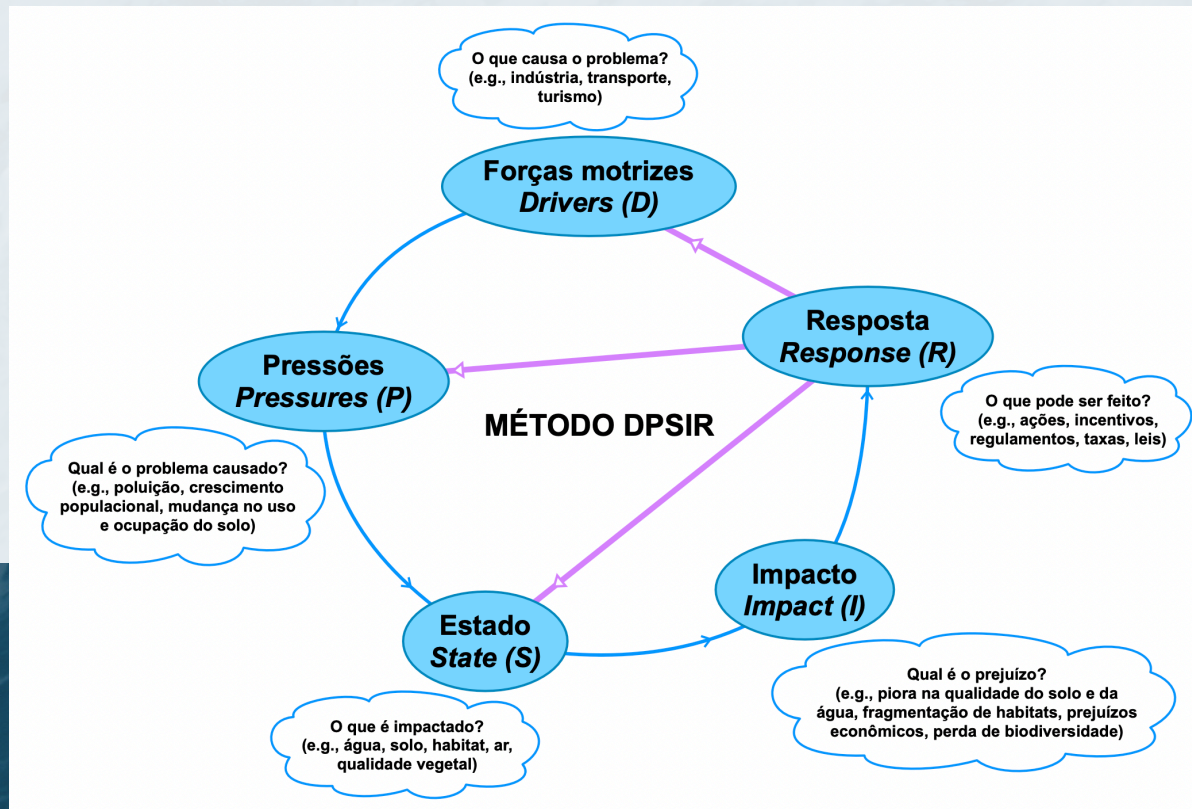 O que causa o problema?
(e.g., indústria, transporte,
turismo)
Forças motrizes
Drivers (D)
Resposta
Response (R)
Pressões
Pressures (P)
O que pode ser feito?
(e.g., ações, incentivos,
regulamentos, taxas, leis)
MÉTODO DPSIR
Qual é o problema causado?
(e.g., poluição, crescimento
populacional, mudança no uso
e ocupação do solo)
Impacto
Impact (I)
Estado
State (S)
Qual é o prejuízo?
(e.g., piora na qualidade do solo e da
água, fragmentação de habitats, prejuízos
econômicos, perda de biodiversidade)
O que é impactado?
(e.g., água, solo, habitat, ar,
qualidade vegetal)